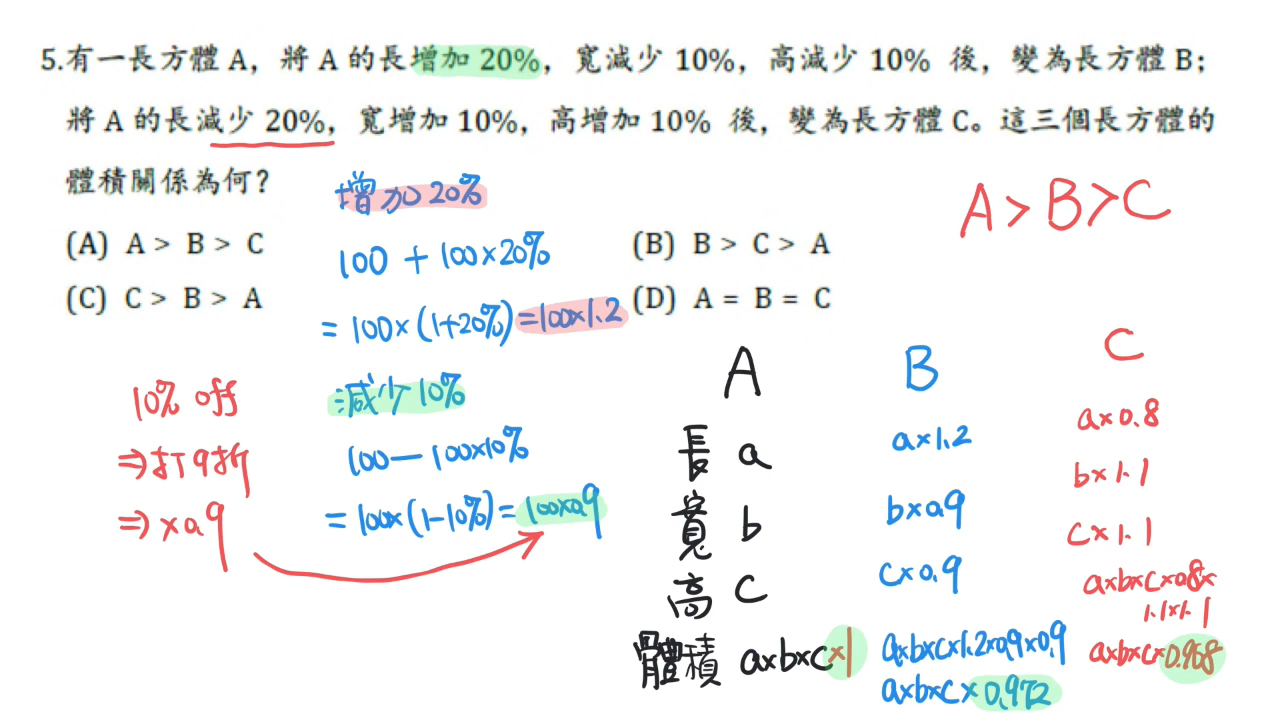 5.有一長方體 A，將 A 的長增加 20%，寬減少 10%，高減少 10% 後，變為長方體 B；
將 A 的長減少 20%，寬增加 10%，高增加 10% 後，變為長方體 C。這三個長方體的
體積關係為何？
A>B>C
(A) A > B > C
(B) B > C > A
(C) C > B > A
(D) A = B = C
增加20%
100 + 100×20%
= 100×(1+20%)=100×1.2
減少10%
100-100×10%
= 100×(1-10%)=100×0.9
10% off
⇒打9折
⇒×0.9
A B C
長 a a×1.2 a×0.8
寬 b b×0.9 b×1.1
高 c c×0.9 c×1.1
a×b×c×0.8×
1.1×1.1
體積 a×b×c×1 a×b×c×1.2×0.9×0.9 a×b×c×0.968
a×b×c×0.972